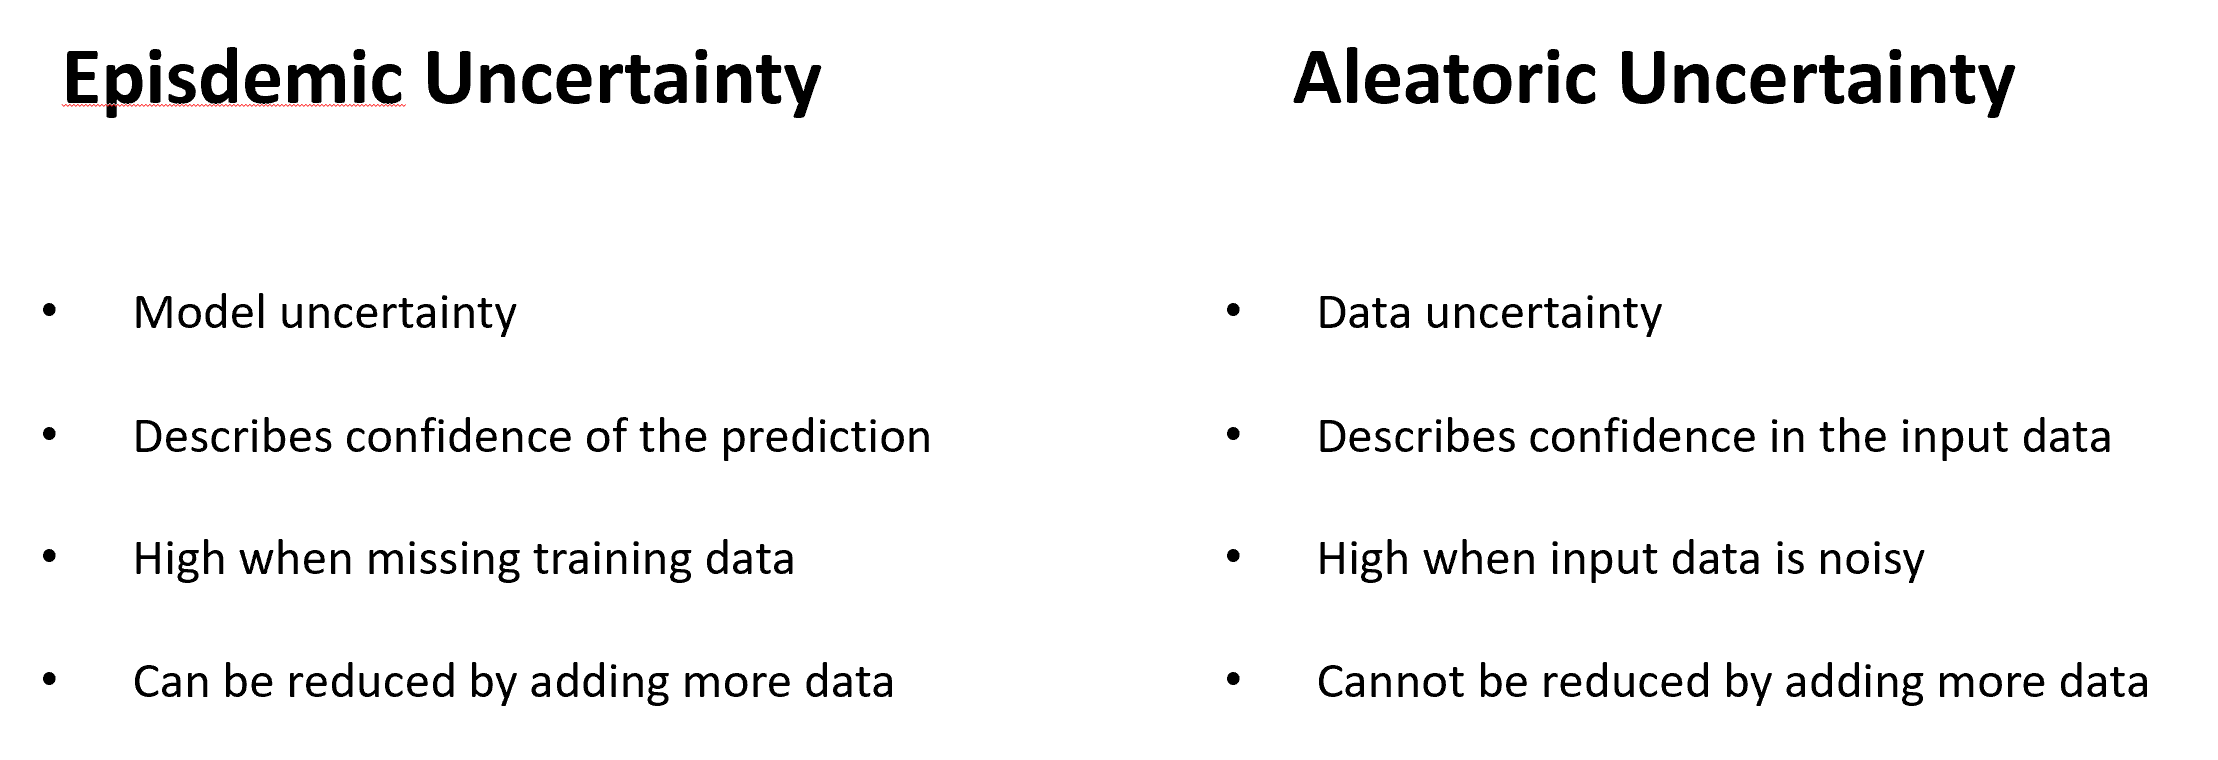 Episdemic Uncertainty
• Model uncertainty
• Describes confidence of the prediction
• High when missing training data
• Can be reduced by adding more data
Aleatoric Uncertainty
• Data uncertainty
• Describes confidence in the input data
• High when input data is noisy
• Cannot be reduced by adding more data